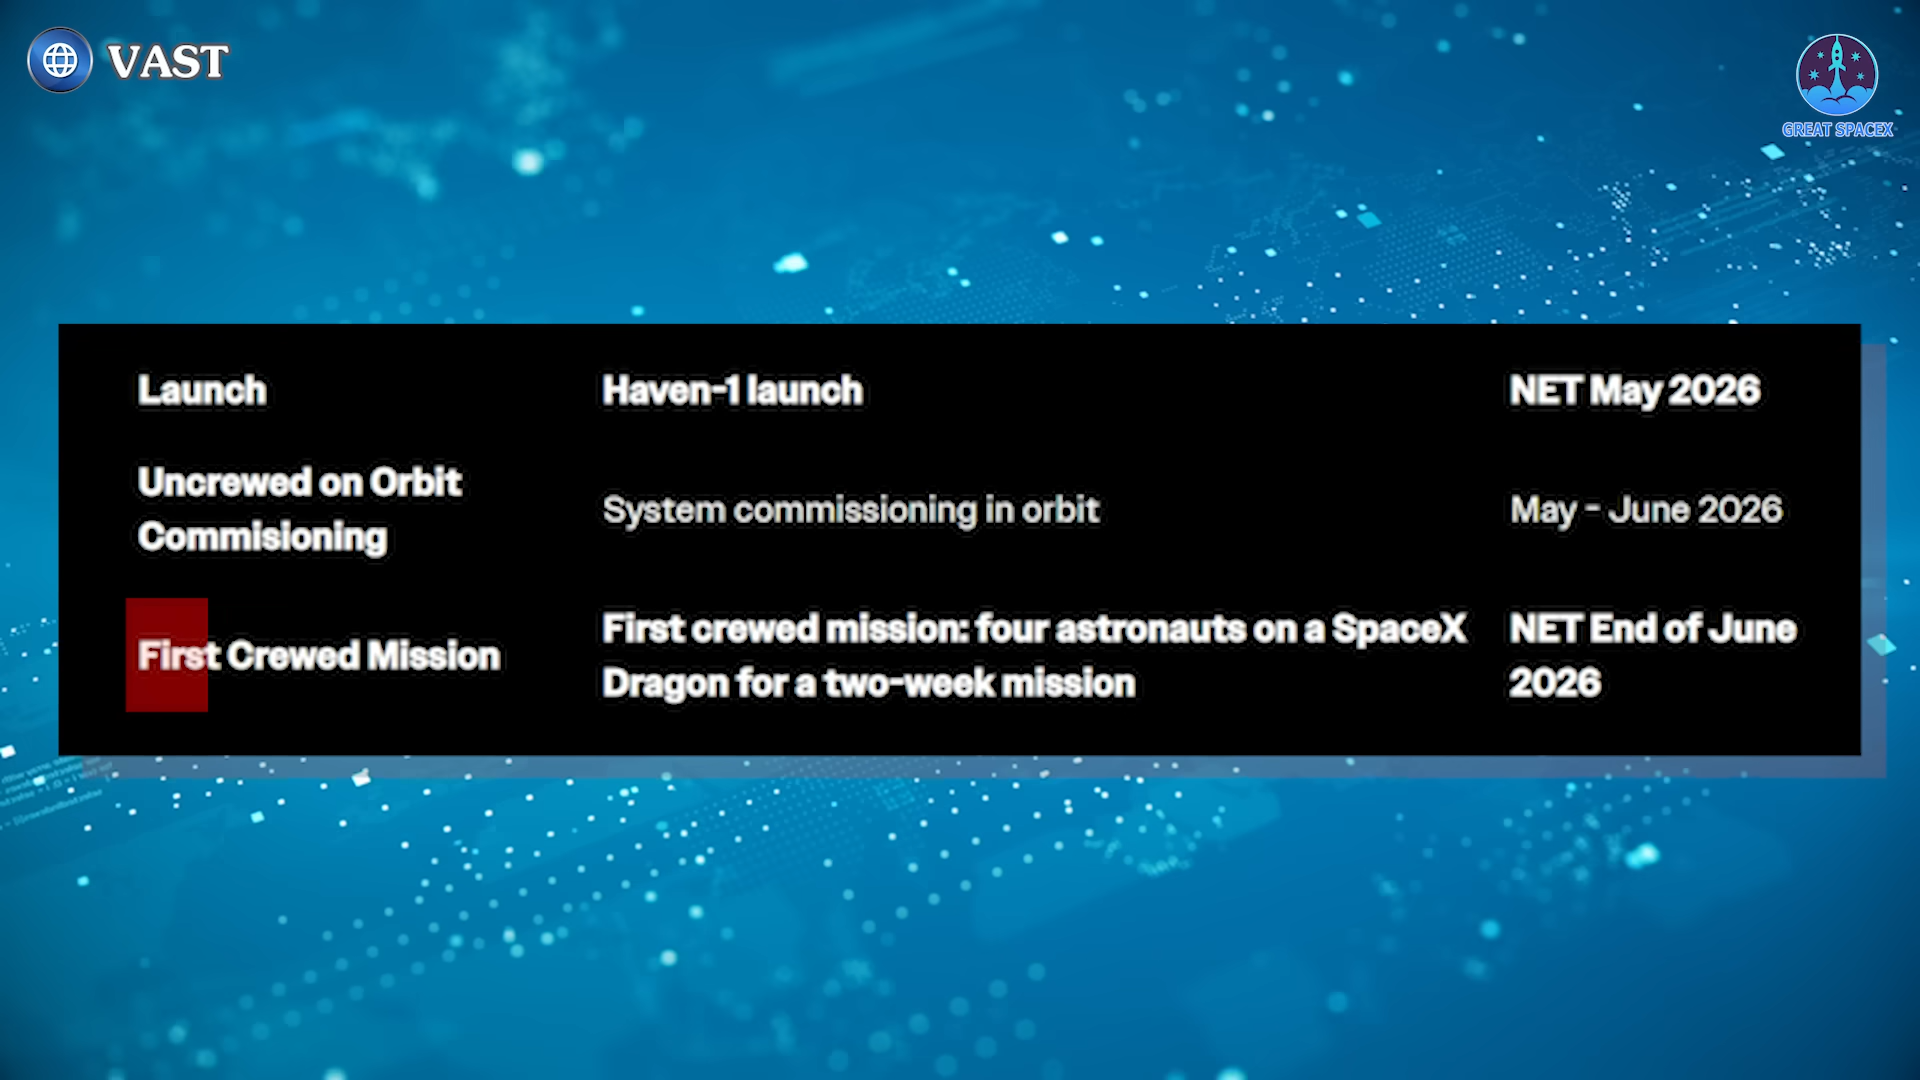 VAST
GREAT SPACEX
Launch
Haven-1 launch
NET May 2026
Uncrewed on Orbit
Commisioning
System commissioning in orbit
May - June 2026
First Crewed Mission
First crewed mission: four astronauts on a SpaceX
Dragon for a two-week mission
NET End of June
2026